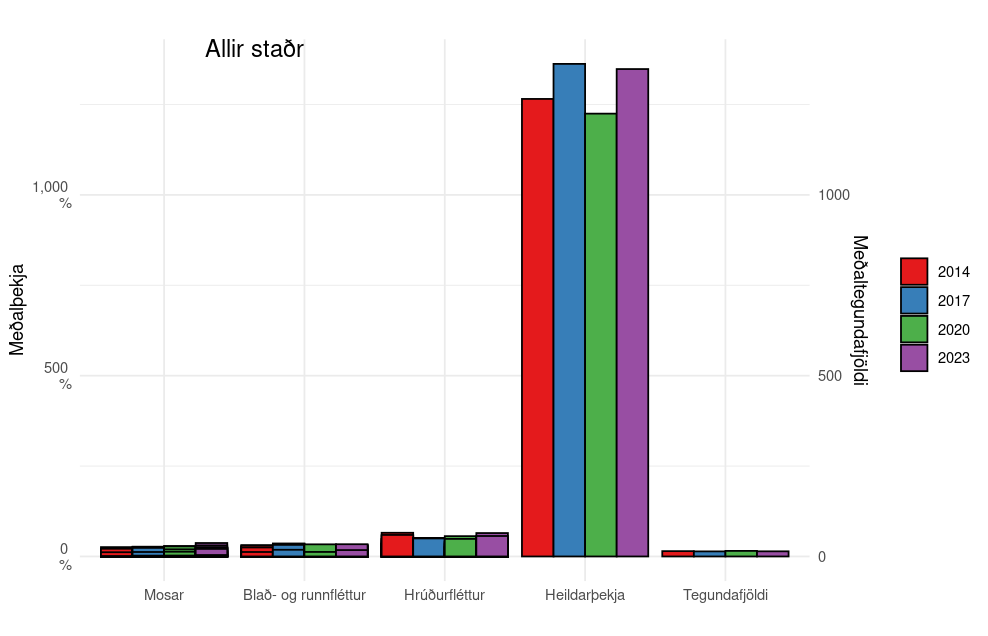 Allir staðr
Meðalþekja
1,000
%
500
%
0
%
1000
500
0
Meðaltegundafjöldi
2014
2017
2020
2023
Mosar
Blað- og runnfléttur
Hrúðurfléttur
Heildarþekja
Tegundafjöldi